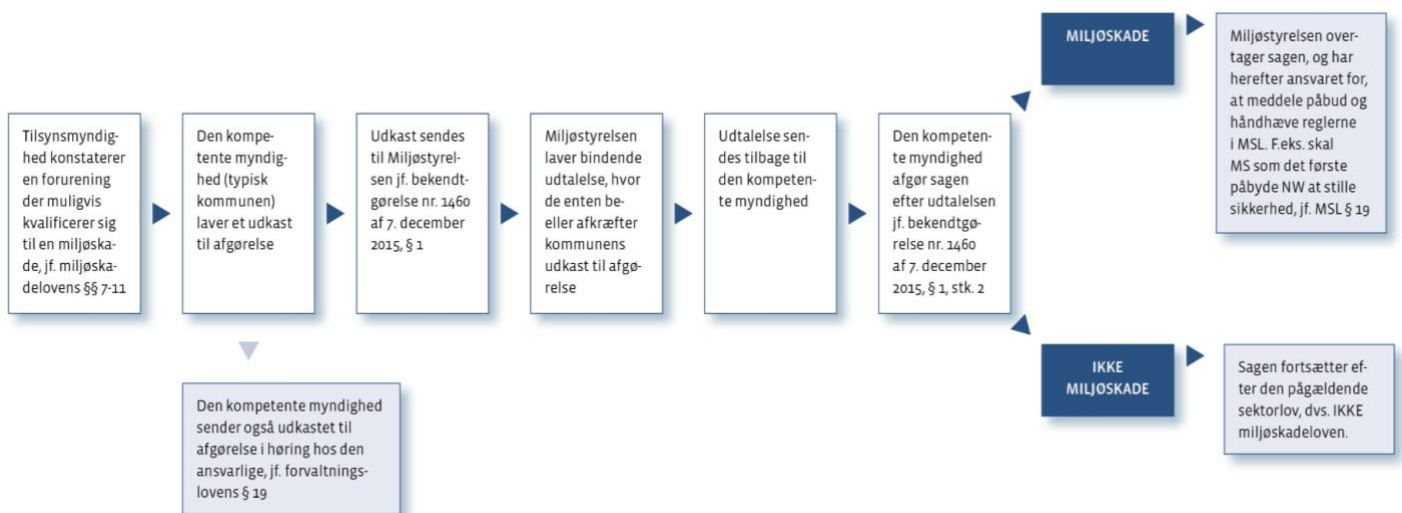 Tilsynsmyndig-
hed konstaterer
en forurening
der muligvis
kvalificerer sig
til en miljøska-
de, jf. miljøska-
delovens §§ 7-11
Den kompe-
tente myndig-
hed (typisk
kommunen)
laver et udkast
til afgørelse
Den kompetente myndighed
sender også udkastet til
afgørelse i høring hos den
ansvarlige, jf. forvaltnings-
lovens § 19
Udkast sendes
til Miljøstyrel-
sen jf. bekendt-
gørelse nr. 1460
af 7. december
2015, § 1
Miljøstyrelsen
laver bindende
udtalelse, hvor
de enten be-
eller afkræfter
kommunens
udkast til afgø-
relse
Udtalelse sen-
des tilbage til
den kompeten-
te myndighed
Den kompeten-
te myndighed
afgør sagen
efter udtalelsen
jf. bekendtgø-
relse nr. 1460
af 7. december
2015, § 1, stk. 2
MILJØSKADE
Miljøstyrelsen over-
tager sagen, og har
herefter ansvaret for,
at meddele påbud og
håndhæve reglerne
i MSL. F.eks. skal
MS som det første
påbyde NW at stille
sikkerhed, jf. MSL § 19
IKKE
MILJØSKADE
Sagen fortsætter ef-
ter den pågældende
sektorlov, dvs. IKKE
miljøskadeloven.